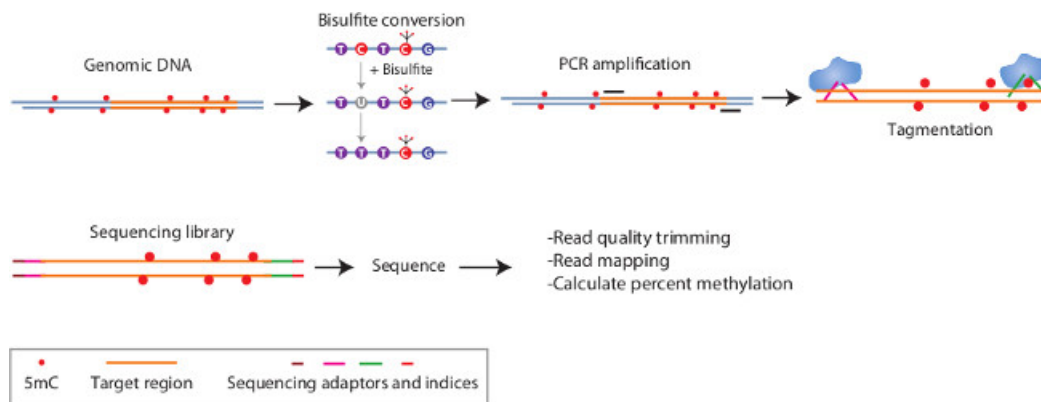 Bisulfite conversion
T C T C G
Genomic DNA
+ Bisulfite
PCR amplification
T U T C G
Tagmentation
T T T C G
Sequencing library
Sequence
-Read quality trimming
-Read mapping
-Calculate percent methylation
5mC
Target region
Sequencing adaptors and indices